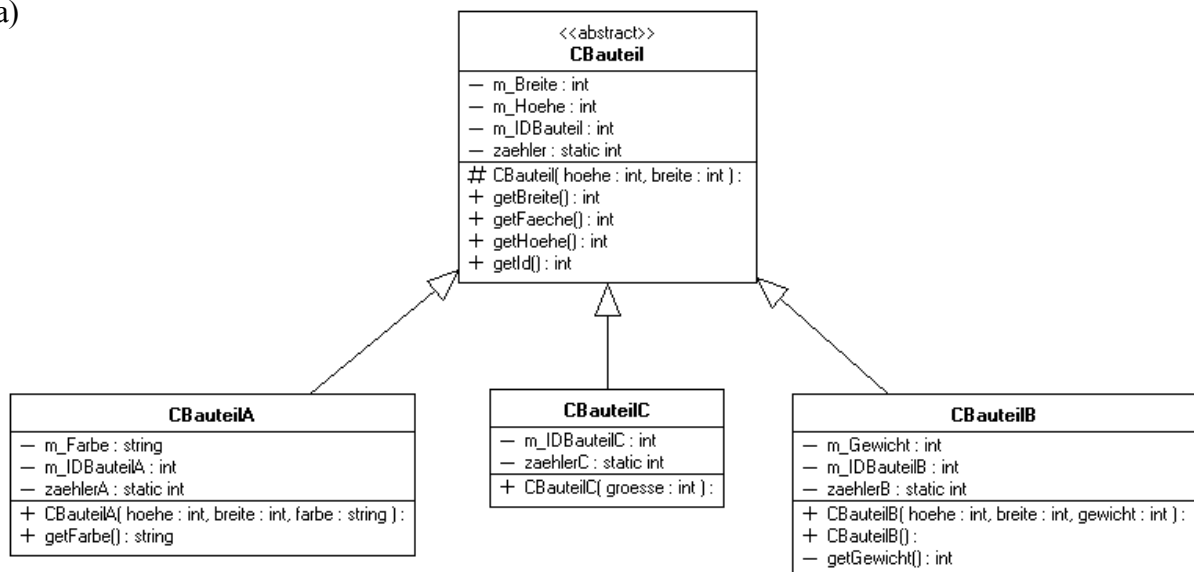 a)
<<abstract>>
CBauteil
— m_Breite : int
— m_Hoehe : int
— m_IDBauteil : int
— zaehler : static int
# CBauteil( hoehe : int, breite : int ) :
+ getBreite() : int
+ getFaeche() : int
+ getHoehe() : int
+ getId() : int
CBauteilA
— m_Farbe : string
— m_IDBauteilA : int
— zaehlerA : static int
+ CBauteilA( hoehe : int, breite : int, farbe : string ) :
+ getFarbe() : string
CBauteilC
— m_IDBauteilC : int
— zaehlerC : static int
+ CBauteilC( groesse : int ) :
CBauteilB
— m_Gewicht : int
— m_IDBauteilB : int
— zaehlerB : static int
+ CBauteilB( hoehe : int, breite : int, gewicht : int ) :
+ CBauteilB() :
— getGewicht() : int